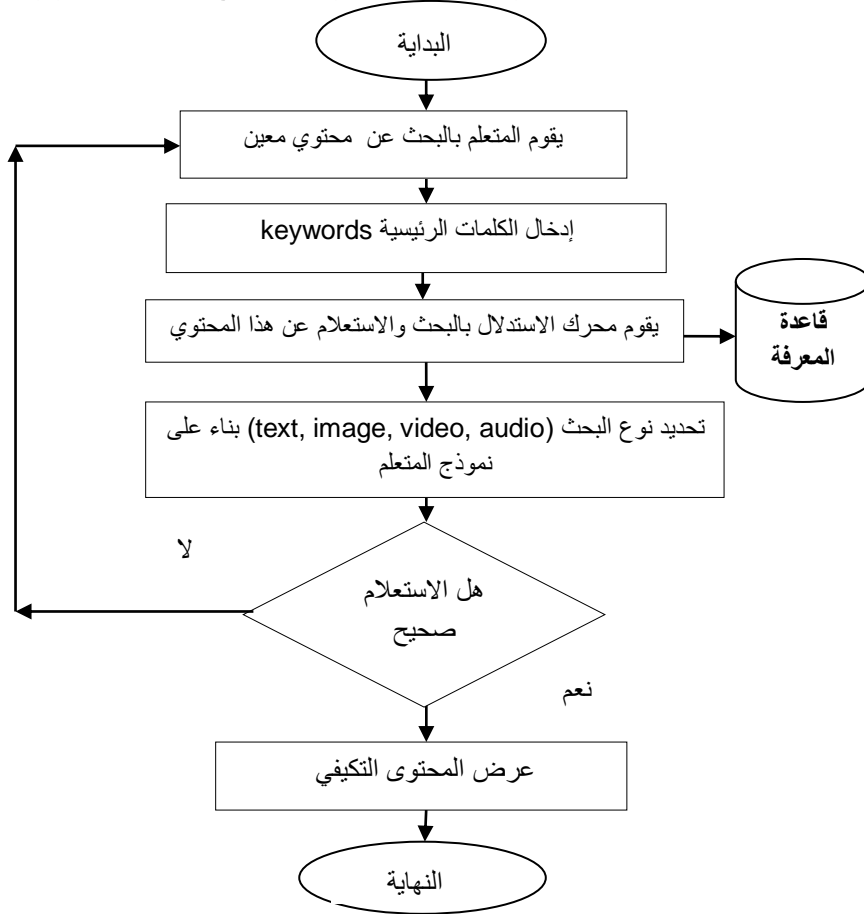 البداية
يقوم المتعلم بالبحث عن محتوي معين
إدخال الكلمات الرئيسية keywords
يقوم محرك الاستدلال بالبحث والاستعلام عن هذا المحتوي
قاعدة
المعرفة
تحديد نوع البحث (text, image, video, audio) بناء على
نموذج المتعلم
لا
هل الاستعلام
صحيح
نعم
عرض المحتوى التكيفي
النهاية